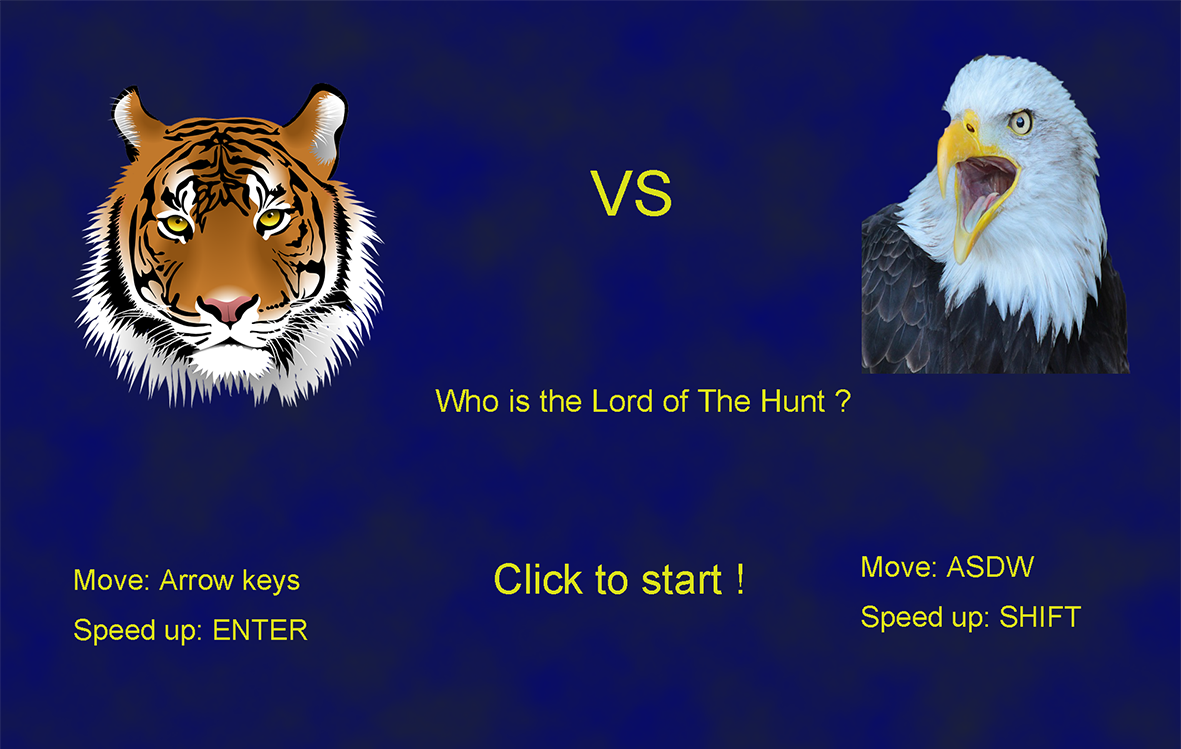 VS
Who is the Lord of The Hunt ?
Move: Arrow keys
Speed up: ENTER
Click to start !
Move: ASDW
Speed up: SHIFT